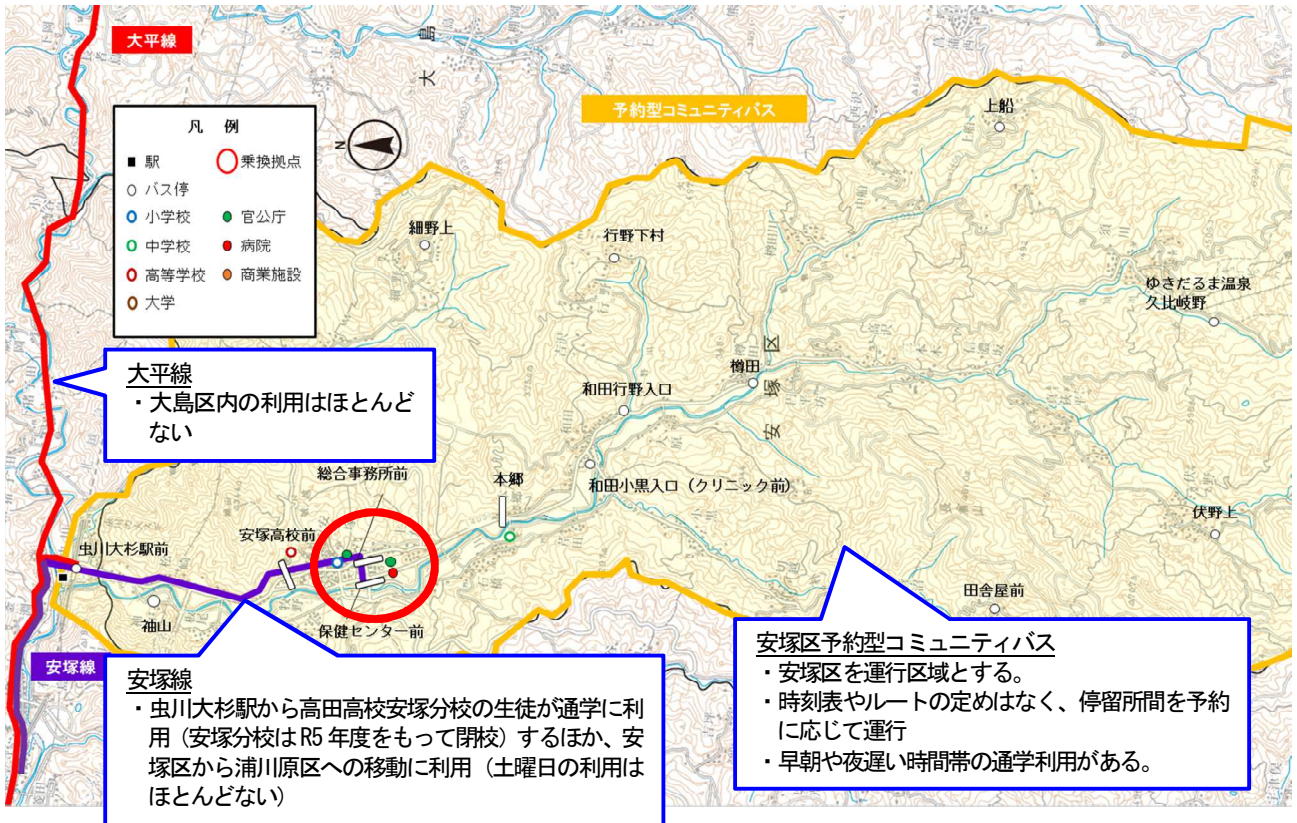 大平線
大島
予約型コミュニティバス
上船
凡 例
■ 駅
乗換拠点
バス停
小学校
官公庁
中学校
病院
高等学校
商業施設
大学
N
細野上
行野下村
ゆきだるま温泉
久比岐野
大平線
・大島区内の利用はほとんど
ない
樽田
和田行野入口
安塚区
総合事務所前
本郷
和田小黒入口（クリニック前）
伏野上
安塚高校前
虫川大杉駅前
田舎屋前
袖山
保健センター前
安塚線
安塚線
・虫川大杉駅から高田高校安塚分校の生徒が通学に利
用（安塚分校はR5年度をもって閉校）するほか、安
塚区から浦川原区への移動に利用（土曜日の利用は
ほとんどない）
安塚区予約型コミュニティバス
・安塚区を運行区域とする。
・時刻表やルートの定めはなく、停留所間を予約
に応じて運行
・早朝や夜遅い時間帯の通学利用がある。